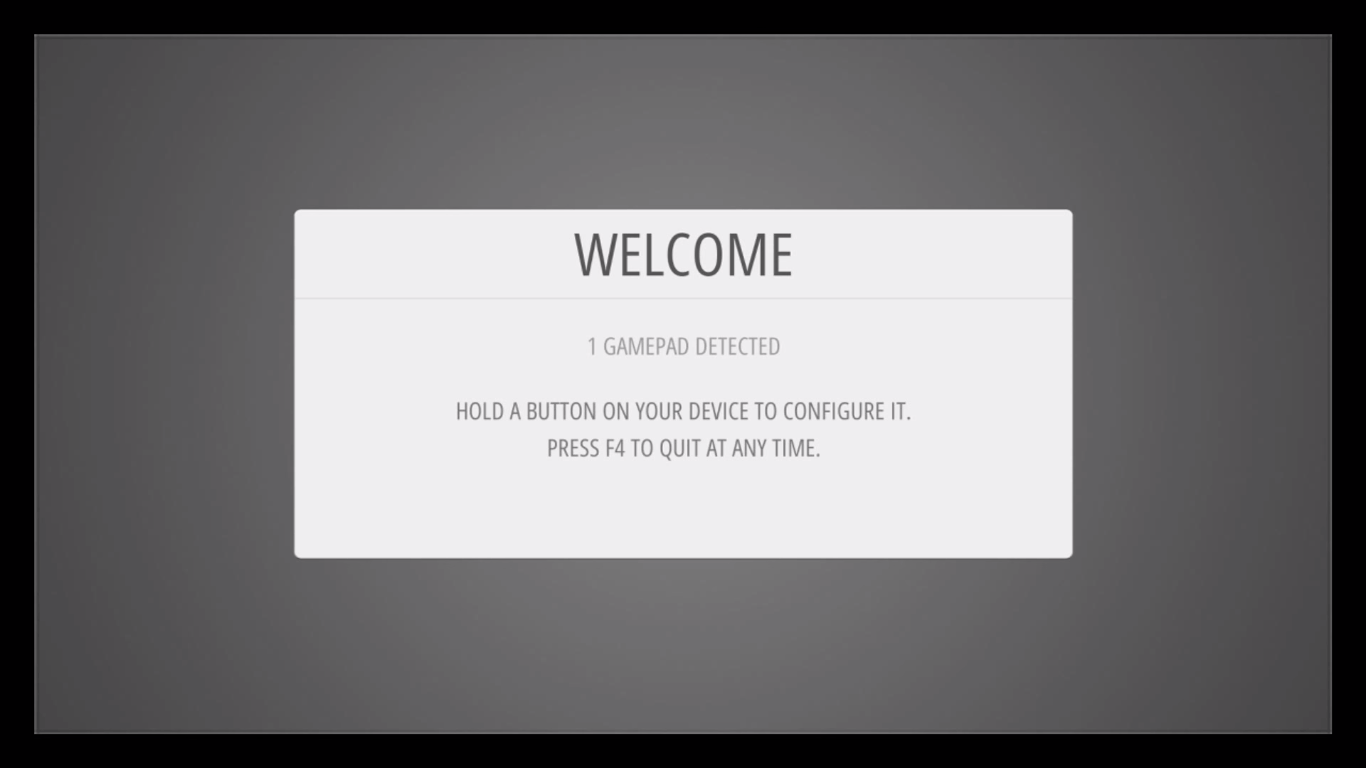 WELCOME
1 GAMEPAD DETECTED
HOLD A BUTTON ON YOUR DEVICE TO CONFIGURE IT.
PRESS F4 TO QUIT AT ANY TIME.